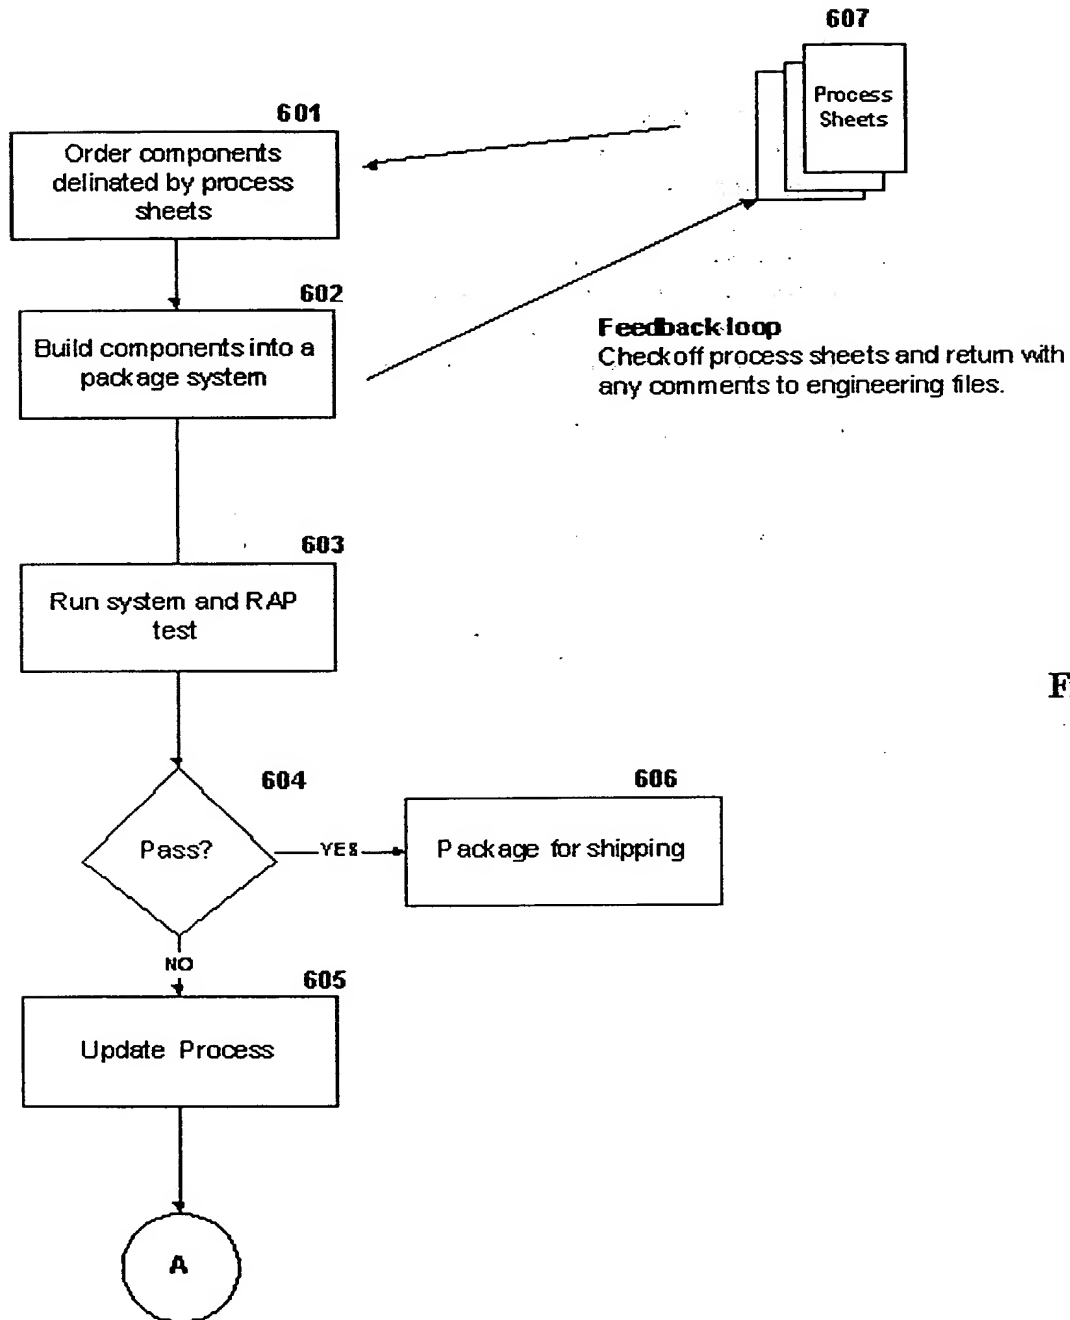 607
Process
Sheets
601
Order components
delinated by process
sheets
602
Build components into a
package system
Feedback loop
Check off process sheets and return with
any comments to engineering files.
603
Run system and RAP
test
F
604
Pass?
YES
606
Package for shipping
NO
605
Update Process
A